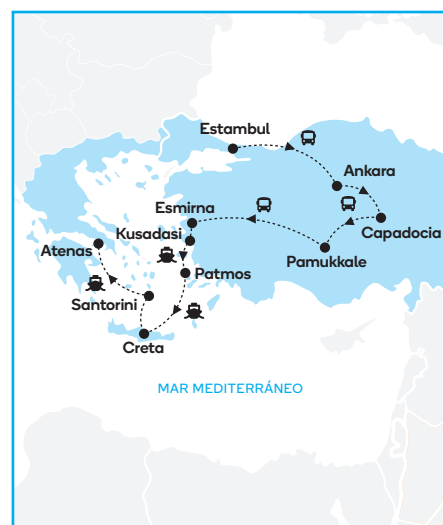 Estambul
Ankara
Esmirna
Kusadasi
Capadocia
Atenas
Pamukkale
Patmos
Santorini
Creta
MAR MEDITERRÁNEO